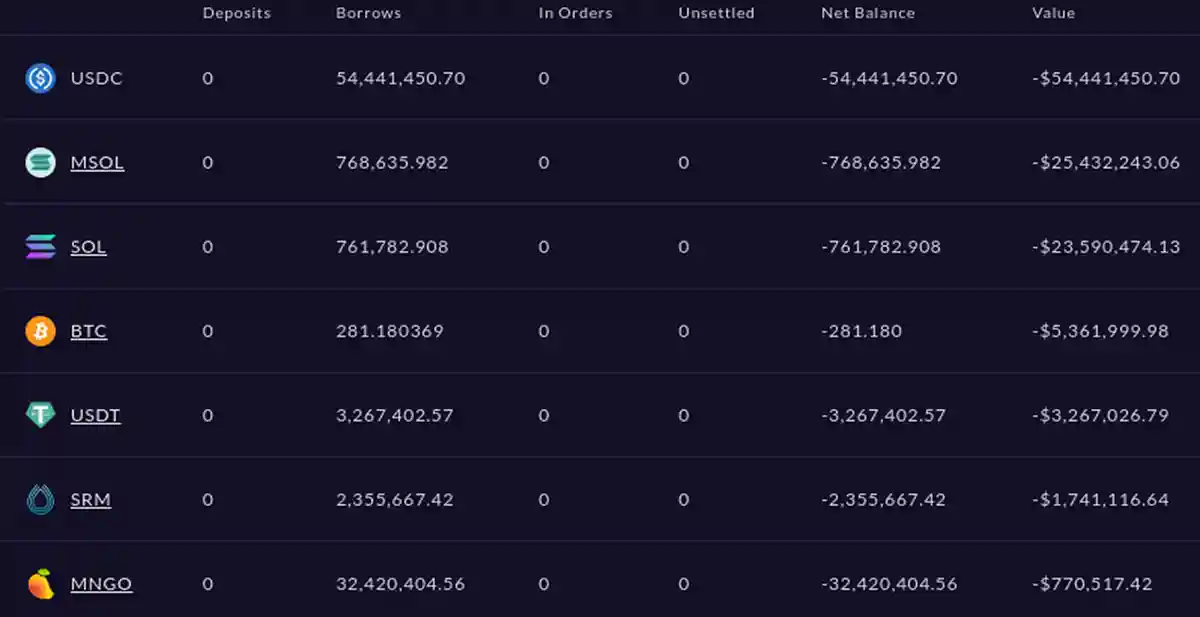 Deposits Borrows In Orders Unsettled Net Balance Value
USDC 0 54,441,450.70 0 0 -54,441,450.70 -$54,441,450.70
MSOL 0 768,635.982 0 0 -768,635.982 -$25,432,243.06
SOL 0 761,782.908 0 0 -761,782.908 -$23,590,474.13
BTC 0 281.180369 0 0 -281.180 -$5,361,999.98
USDT 0 3,267,402.57 0 0 -3,267,402.57 -$3,267,026.79
SRM 0 2,355,667.42 0 0 -2,355,667.42 -$1,741,116.64
MNGO 0 32,420,404.56 0 0 -32,420,404.56 -$770,517.42